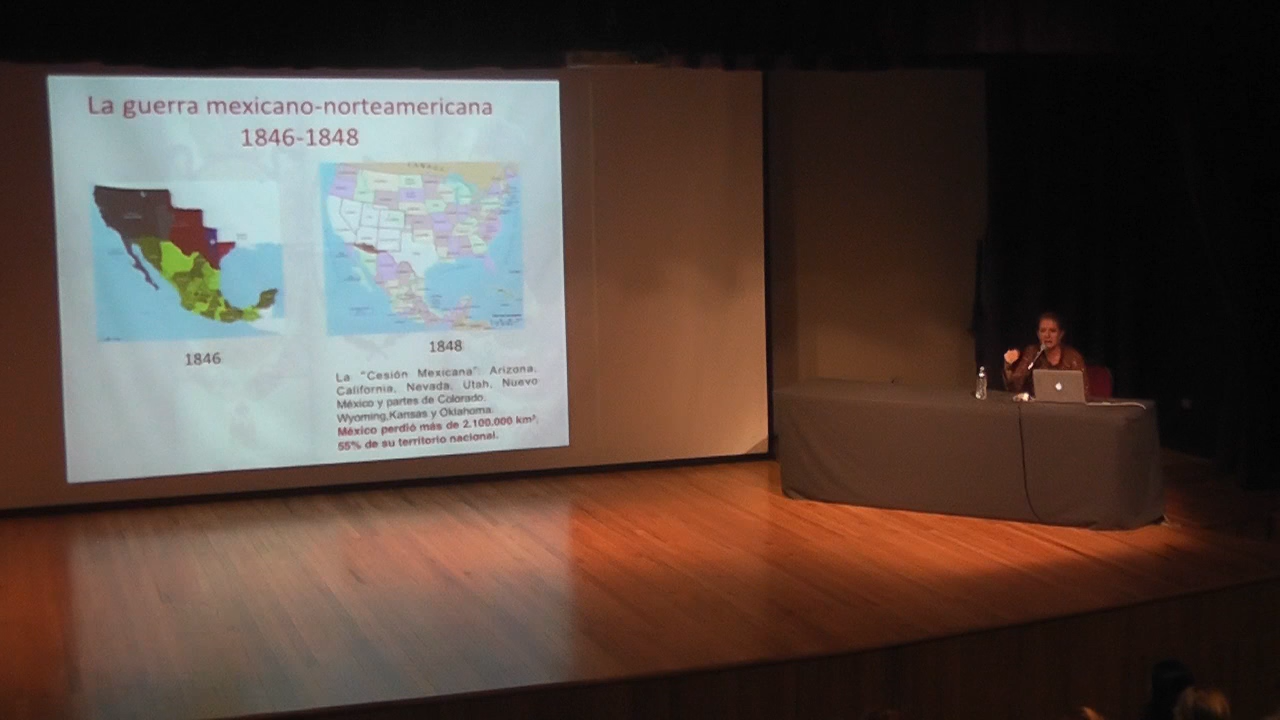 La guerra mexicano-norteamericana
1846-1848
CANADA
1846
1848
La "Cesión Mexicana": Arizona,
California, Nevada, Utah, Nuevo
México y partes de Colorado,
Wyoming,Kansas y Oklahoma.
México perdió más de 2.100.000 km²,
55% de su territorio nacional.